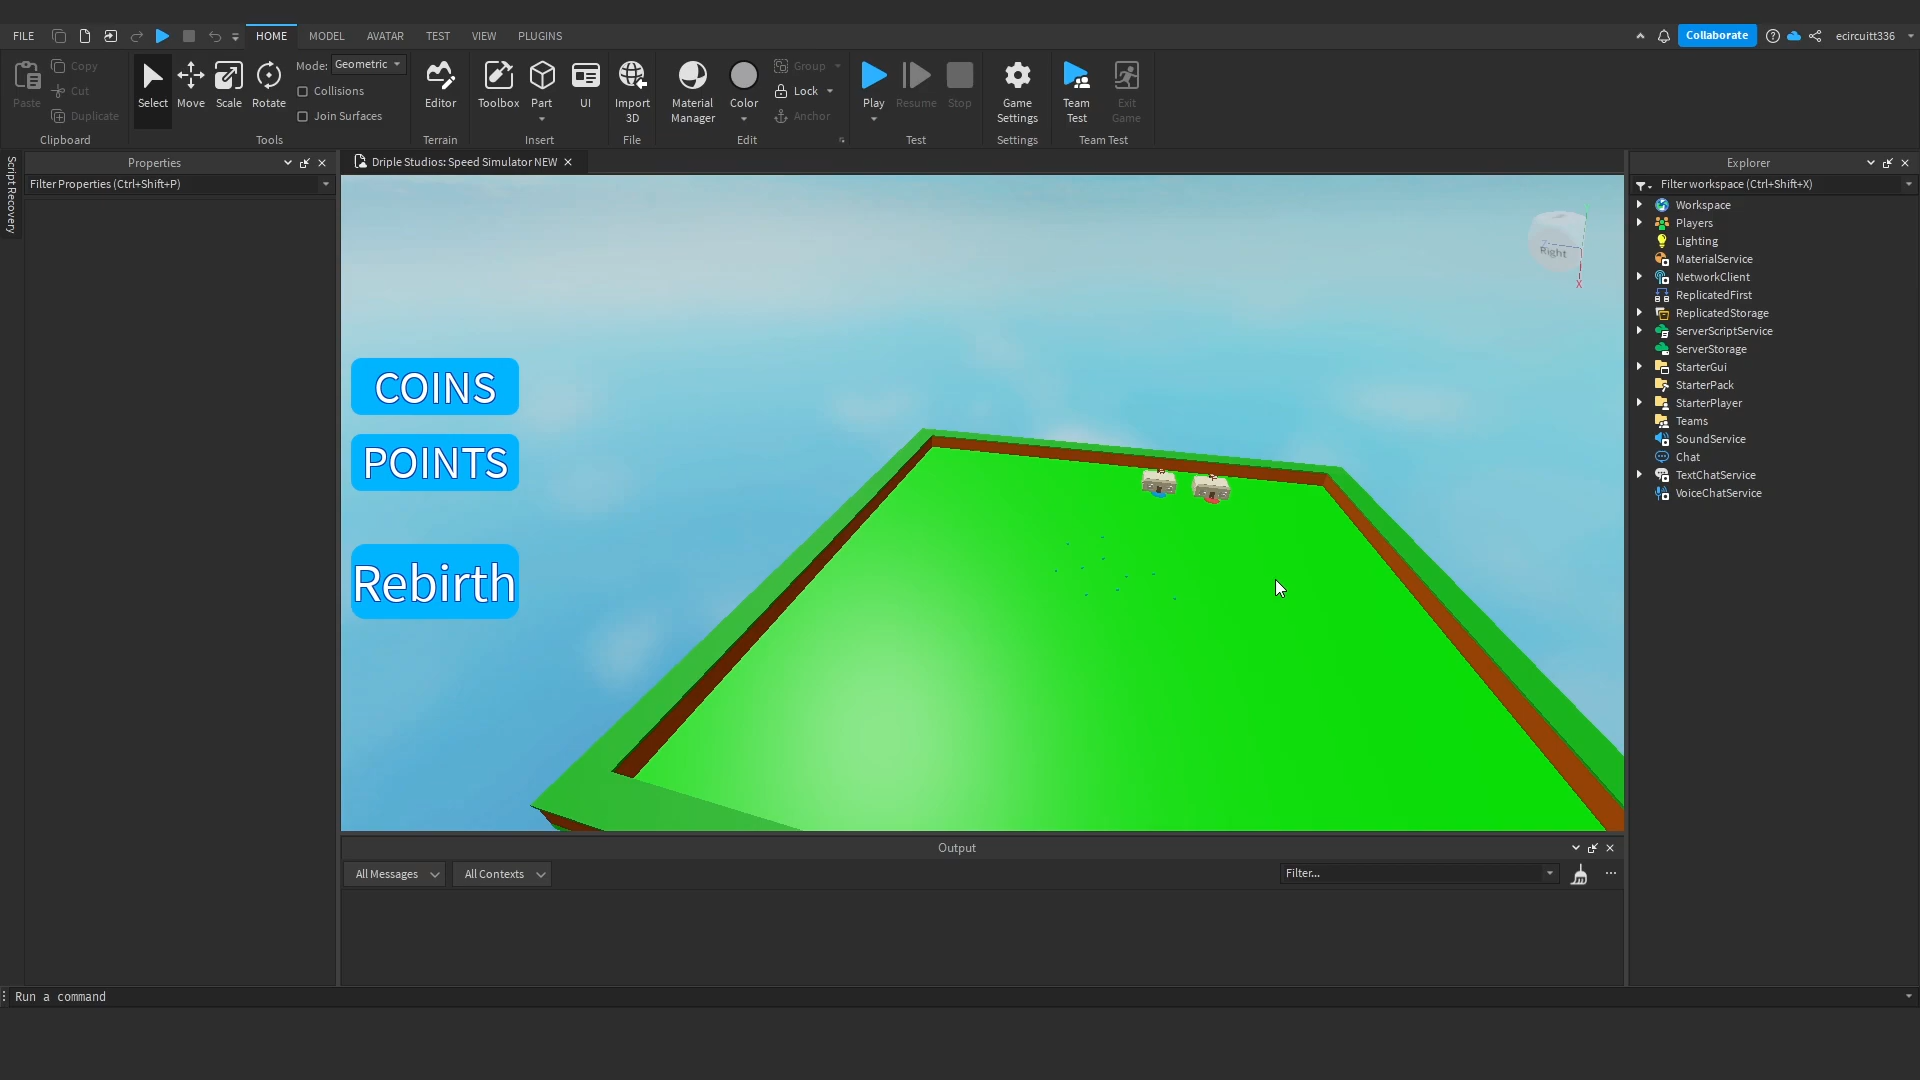 FILE HOME MODEL AVATAR TEST VIEW PLUGINS Collaborate ecircuitt336
Paste Copy Cut Duplicate Clipboard
Select Move Scale Rotate Mode: Geometric Collisions Join Surfaces Tools
Editor Terrain
Toolbox Part UI Insert
Import 3D File
Material Manager Color Group Lock Anchor Edit
Play Resume Stop Test
Game Settings Settings
Team Test Exit Game Team Test
Script Recovery
Properties
Filter Properties (Ctrl+Shift+P)
Driple Studios: Speed Simulator NEW
COINS
POINTS
Rebirth
Right
X
Explorer
Filter workspace (Ctrl+Shift+X)
Workspace
Players
Lighting
MaterialService
NetworkClient
ReplicatedFirst
ReplicatedStorage
ServerScriptService
ServerStorage
StarterGui
StarterPack
StarterPlayer
Teams
SoundService
Chat
TextChatService
VoiceChatService
Output
All Messages All Contexts Filter...
Run a command